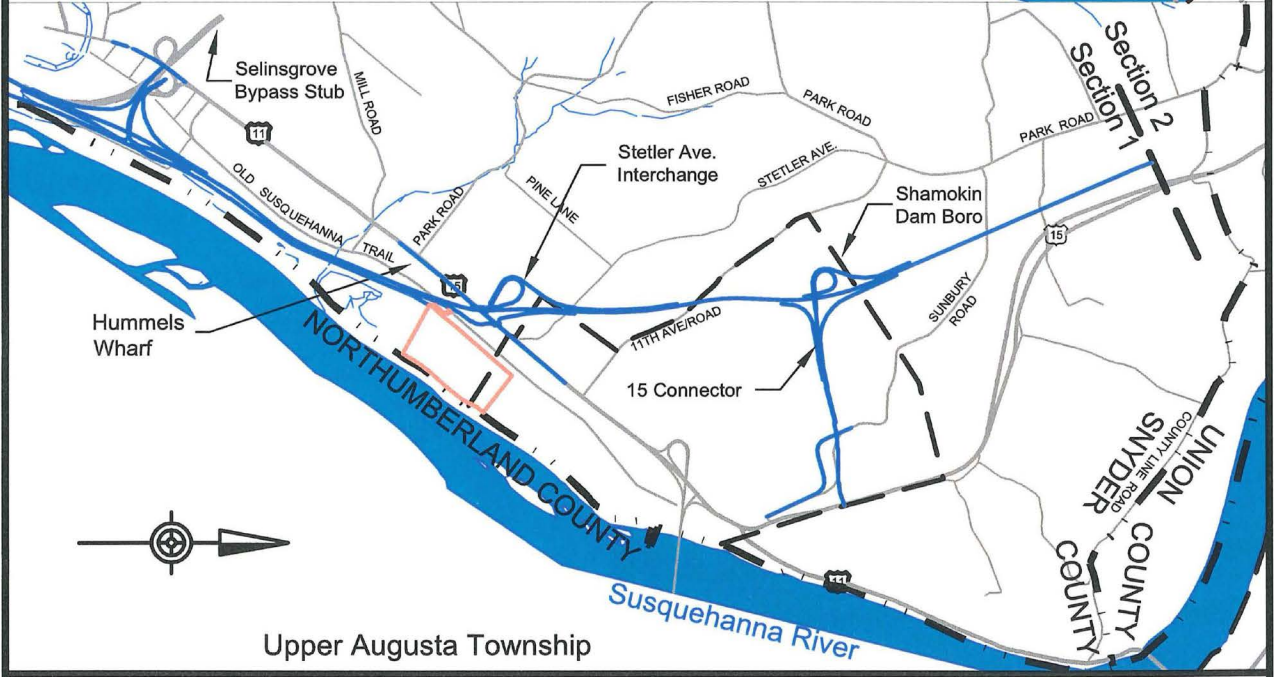 Selinsgrove
Bypass Stub
MILL ROAD
11
FISHER ROAD
PARK ROAD
PARK ROAD
Section 2
Section 1
Stetler Ave.
Interchange
STETLER AVE.
Shamokin
Dam Boro
OLD SUSQUEHANNA TRAIL
PARK ROAD
PINE LANE
15
15
SUNBURY
ROAD
Hummels
Wharf
11TH AVE/ROAD
15 Connector
NORTHUMBERLAND COUNTY
SNYDER COUNTY
COUNTY LINE ROAD
UNION COUNTY
Susquehanna River
Upper Augusta Township